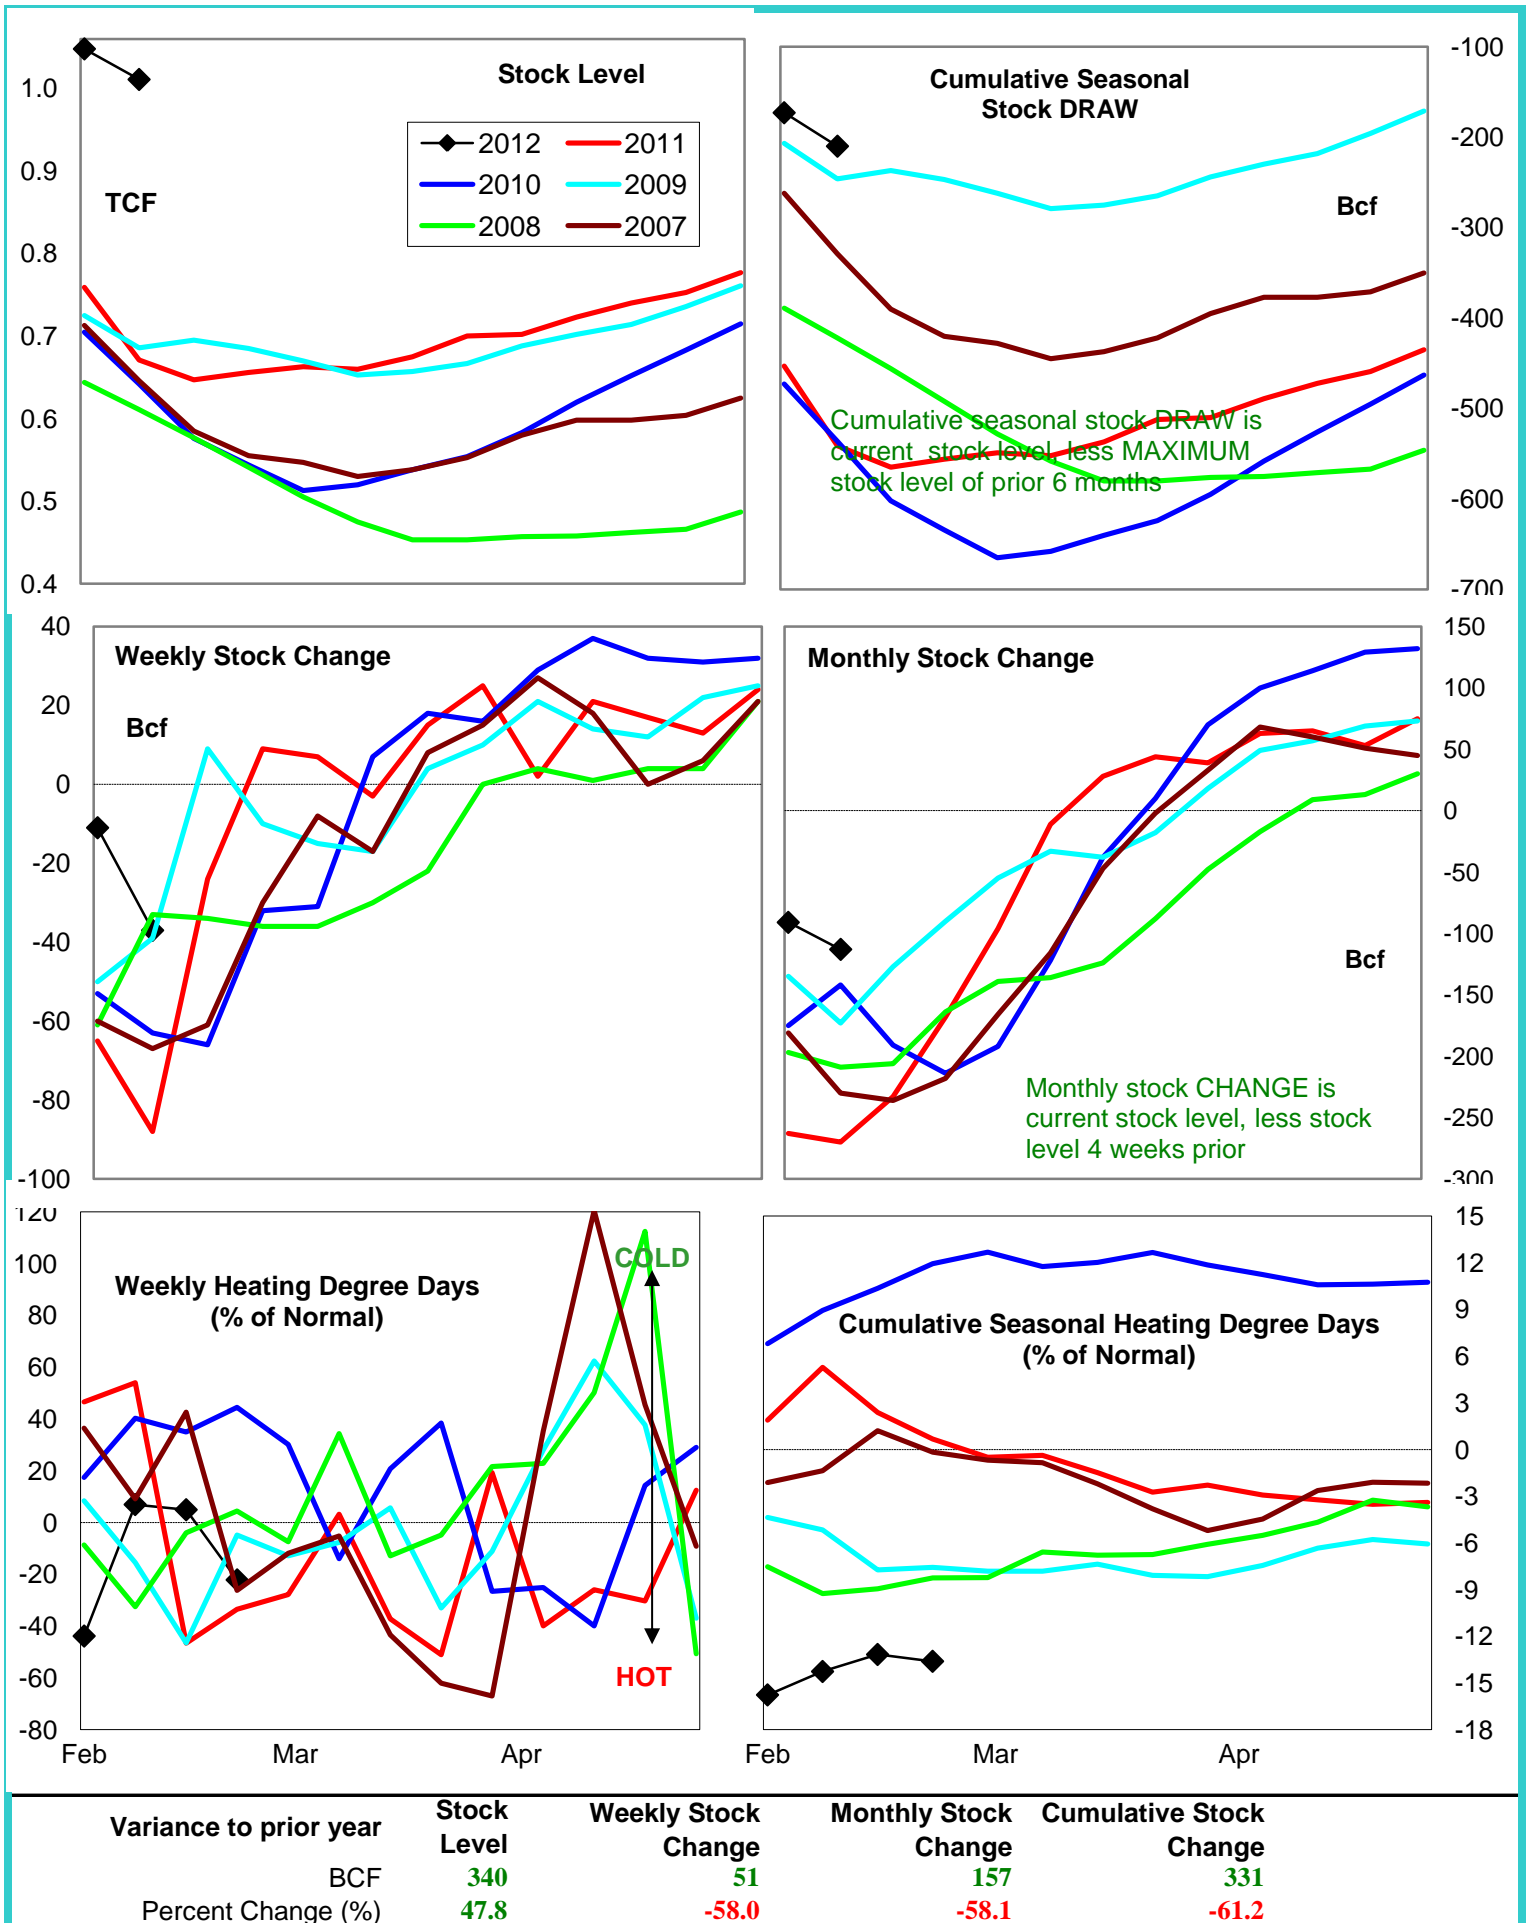 Stock Level
TCF
2012 2011
2010 2009
2008 2007
1.0
0.9
0.8
0.7
0.6
0.5
0.4
Cumulative Seasonal
Stock DRAW
Bcf
Cumulative seasonal stock DRAW is
current stock level, less MAXIMUM
stock level of prior 6 months
-100
-200
-300
-400
-500
-600
-700
Weekly Stock Change
Bcf
40
20
0
-20
-40
-60
-80
-100
Monthly Stock Change
Bcf
Monthly stock CHANGE is
current stock level, less stock
level 4 weeks prior
150
100
50
0
-50
-100
-150
-200
-250
-300
Weekly Heating Degree Days
(% of Normal)
COLD
HOT
120
100
80
60
40
20
0
-20
-40
-60
-80
Feb Mar Apr
Cumulative Seasonal Heating Degree Days
(% of Normal)
15
12
9
6
3
0
-3
-6
-9
-12
-15
-18
Feb Mar Apr
Variance to prior year
Stock
Level
Weekly Stock
Change
Monthly Stock
Change
Cumulative Stock
Change
BCF 340 51 157 331
Percent Change (%) 47.8 -58.0 -58.1 -61.2